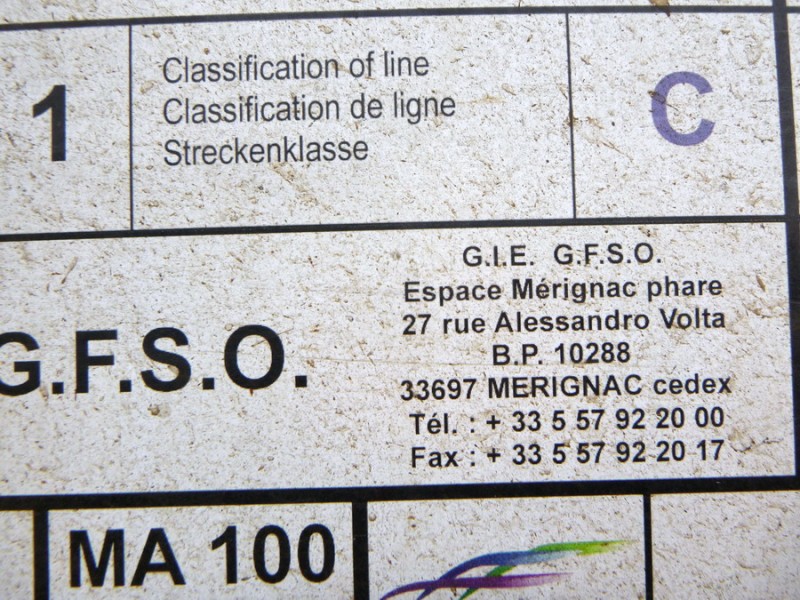 1
Classification of line
Classification de ligne
Streckenklasse
C
G.F.S.O.
G.I.E. G.F.S.O.
Espace Mérignac phare
27 rue Alessandro Volta
B.P. 10288
33697 MERIGNAC cedex
Tél. : + 33 5 57 92 20 00
Fax : + 33 5 57 92 20 17
MA 100